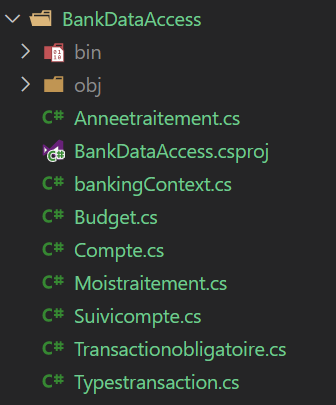 BankDataAccess
bin
obj
C# Anneetraitement.cs
BankDataAccess.csproj
C# bankingContext.cs
C# Budget.cs
C# Compte.cs
C# Moistraitement.cs
C# Suivicompte.cs
C# Transactionobligatoire.cs
C# Typestransaction.cs